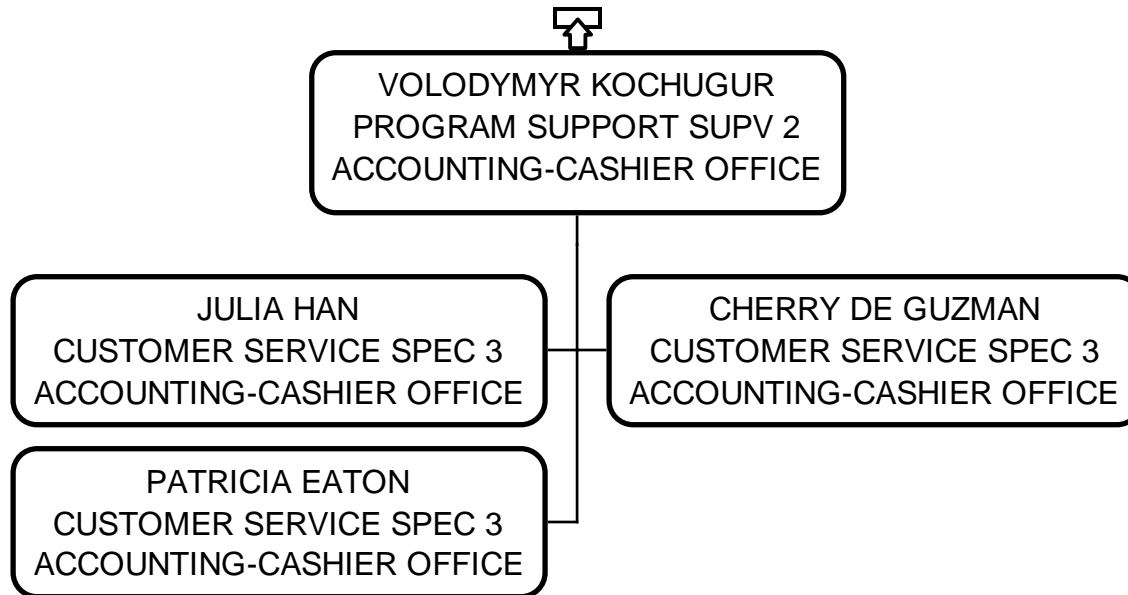 VOLODYMYR KOCHUGUR
PROGRAM SUPPORT SUPV 2
ACCOUNTING-CASHIER OFFICE
JULIA HAN
CUSTOMER SERVICE SPEC 3
ACCOUNTING-CASHIER OFFICE
CHERRY DE GUZMAN
CUSTOMER SERVICE SPEC 3
ACCOUNTING-CASHIER OFFICE
PATRICIA EATON
CUSTOMER SERVICE SPEC 3
ACCOUNTING-CASHIER OFFICE